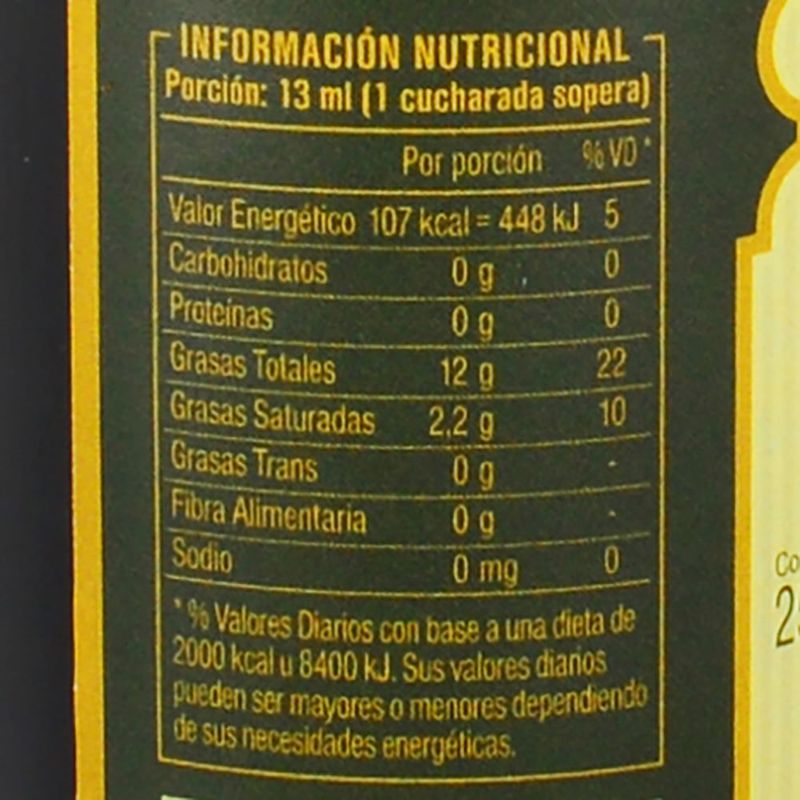 INFORMACIÓN NUTRICIONAL
Porción: 13 ml (1 cucharada sopera)
Por porción % VD *
Valor Energético 107 kcal = 448 kJ 5
Carbohidratos 0 g 0
Proteínas 0 g 0
Grasas Totales 12 g 22
Grasas Saturadas 2,2 g 10
Grasas Trans 0 g -
Fibra Alimentaria 0 g -
Sodio 0 mg 0
* % Valores Diarios con base a una dieta de
2000 kcal u 8400 kJ. Sus valores diarios
pueden ser mayores o menores dependiendo
de sus necesidades energéticas.
Co